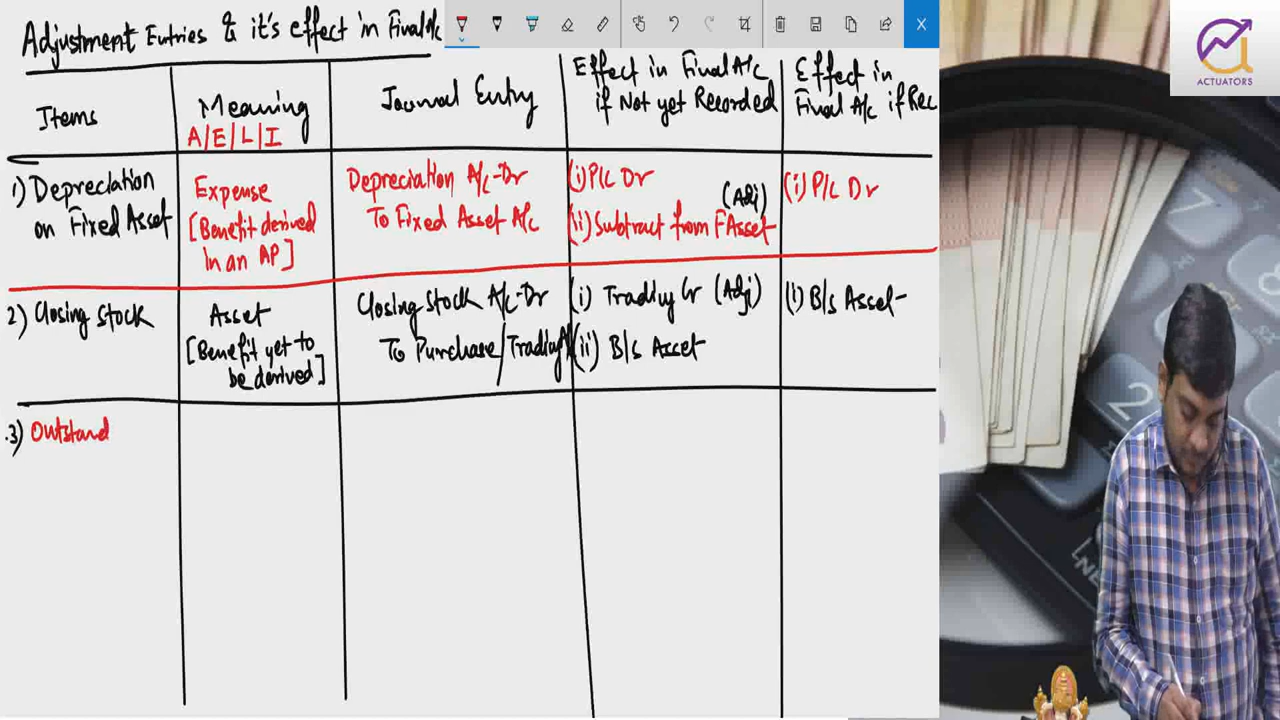 Adjustment Entries & it's effect in Final A/c
Items
Meaning
A/E/L/I
Journal Entry
Effect in Final A/c
if Not yet Recorded
Effect in
Final A/c if Rec
1) Depreciation
on Fixed Asset
Expense
[Benefit derived
in an AP]
Depreciation A/c-Dr
To Fixed Asset A/c
(i) P/L Dr
(Adj)
(ii) Subtract from FAsset
(i) P/L Dr
2) Closing Stock
Asset
[Benefit yet to
be derived]
Closing Stock A/c-Dr
To Purchase/Trading
(i) Trading Cr (Adj)
(ii) B/s Asset
(i) B/s Asset-
3) Outstand
ACTUATORS